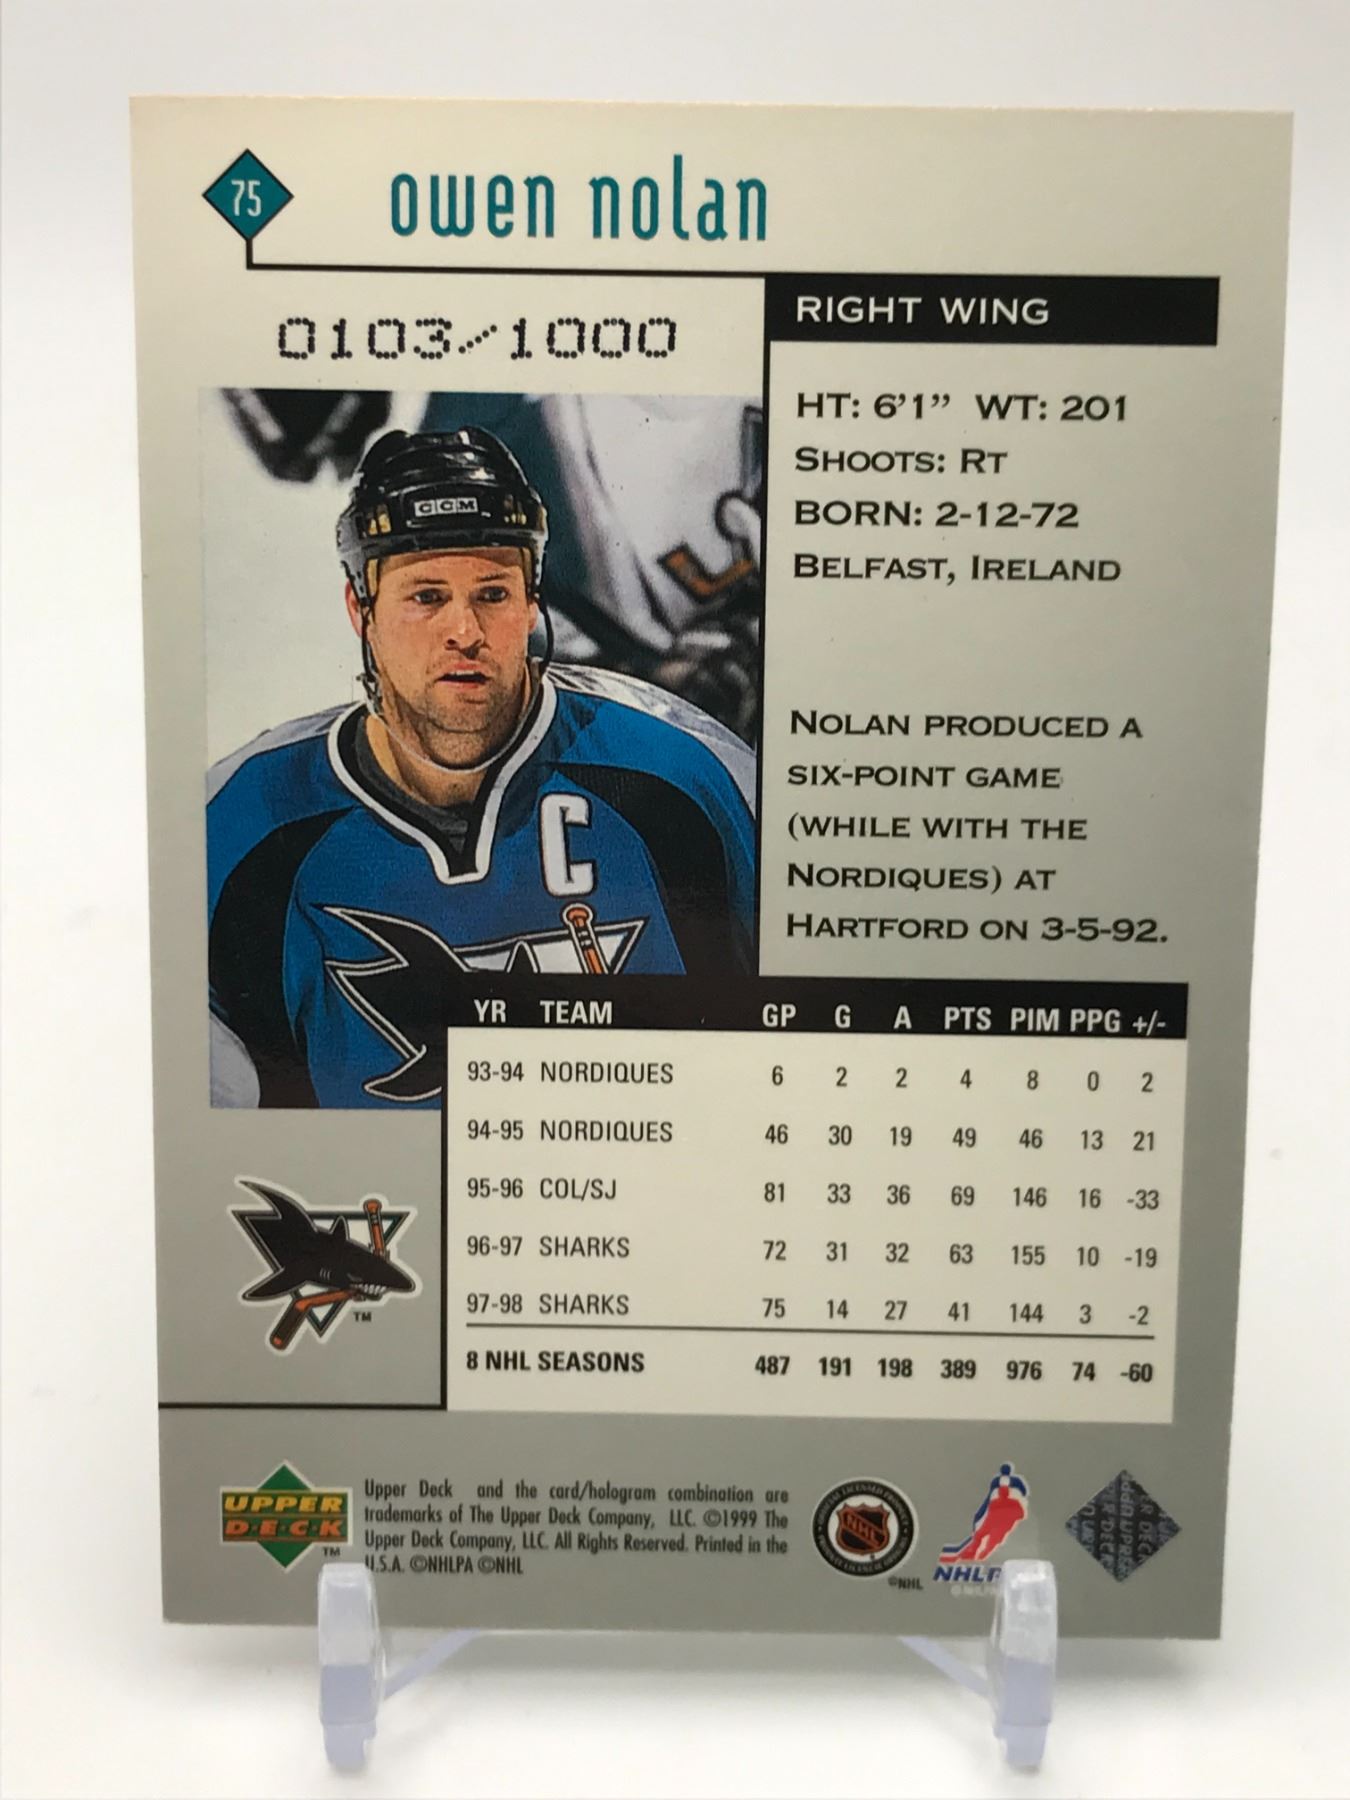 75
owen nolan
RIGHT WING
0103/1000
HT: 6'1" WT: 201
SHOOTS: RT
BORN: 2-12-72
BELFAST, IRELAND
CCM
C
NOLAN PRODUCED A
SIX-POINT GAME
(WHILE WITH THE
NORDIQUES) AT
HARTFORD ON 3-5-92.
YR TEAM GP G A PTS PIM PPG +/-
93-94 NORDIQUES 6 2 2 4 8 0 2
94-95 NORDIQUES 46 30 19 49 46 13 21
95-96 COL/SJ 81 33 36 69 146 16 -33
96-97 SHARKS 72 31 32 63 155 10 -19
97-98 SHARKS 75 14 27 41 144 3 -2
8 NHL SEASONS 487 191 198 389 976 74 -60
TM
UPPER
DECK
TM
Upper Deck and the card/hologram combination are
trademarks of The Upper Deck Company, LLC. ©1999 The
Upper Deck Company, LLC. All Rights Reserved. Printed in the
U.S.A. ©NHLPA ©NHL
NHL
©NHL